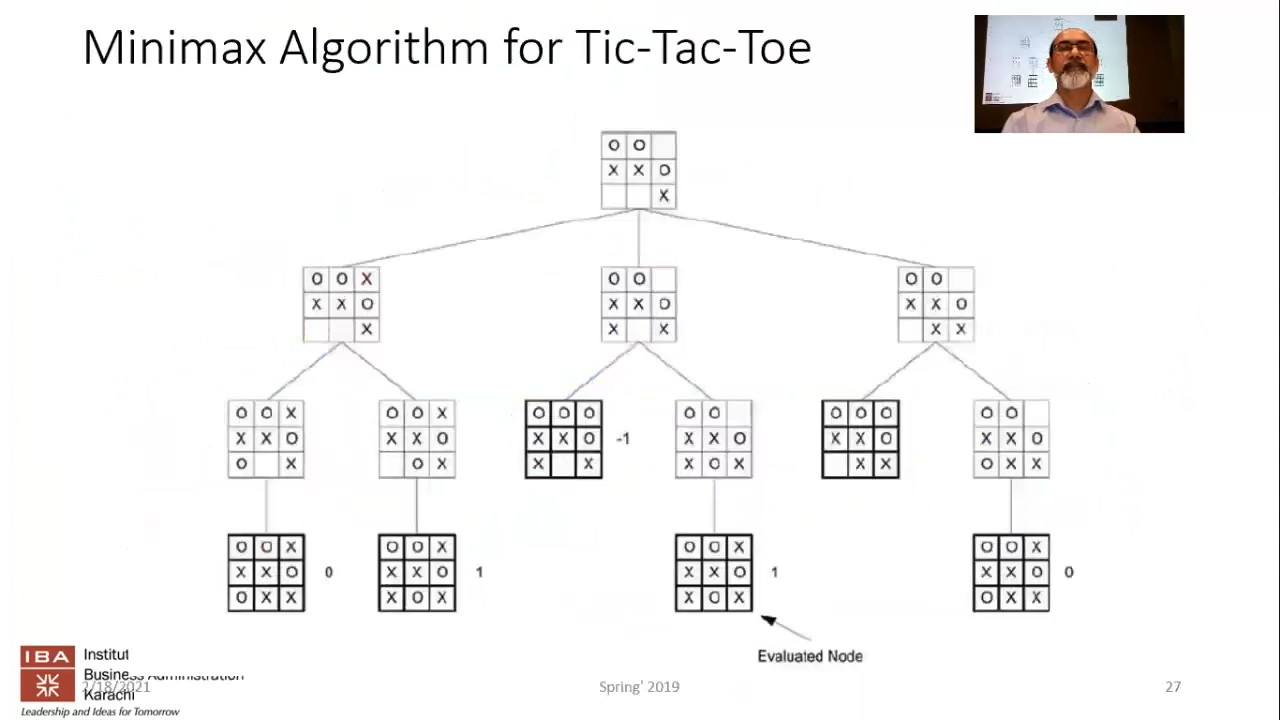 Minimax Algorithm for Tic-Tac-Toe
O O
X X O
X
O O X
X X O
X
O O
X X O
X X
O O
X X O
X X
O O X
X X O
O X
O O X
X X O
O X
O O O
X X O
X X
-1
O O
X X O
X O X
O O O
X X O
X X
O O
X X O
O X X
O O X
X X O
O X X
0
O O X
X X O
X O X
1
O O X
X X O
X O X
1
O O X
X X O
O X X
0
Evaluated Node
IBA
Institut
Business Administration
Karachi
Leadership and Ideas for Tomorrow
2/18/2021
Spring' 2019
27